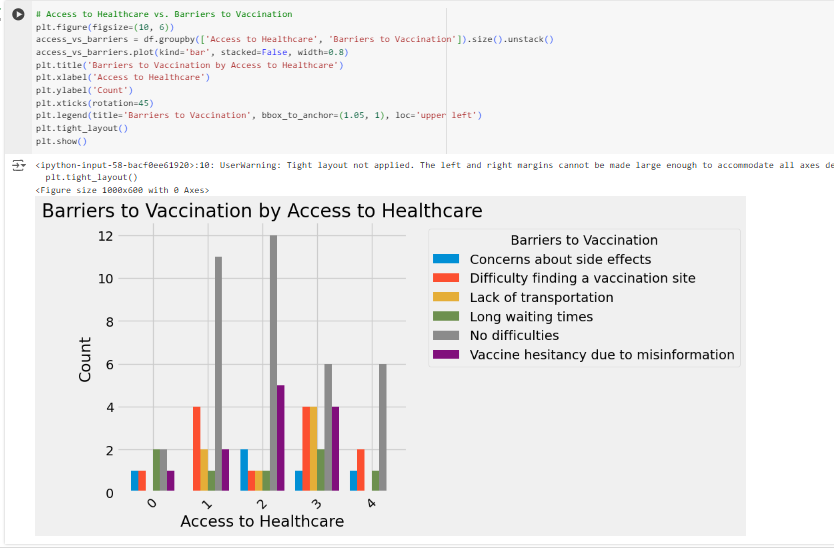 # Access to Healthcare vs. Barriers to Vaccination
plt.figure(figsize=(10, 6))
access_vs_barriers = df.groupby(['Access to Healthcare', 'Barriers to Vaccination']).size().unstack()
access_vs_barriers.plot(kind='bar', stacked=False, width=0.8)
plt.title('Barriers to Vaccination by Access to Healthcare')
plt.xlabel('Access to Healthcare')
plt.ylabel('Count')
plt.xticks(rotation=45)
plt.legend(title='Barriers to Vaccination', bbox_to_anchor=(1.05, 1), loc='upper left')
plt.tight_layout()
plt.show()
<ipython-input-58-bacf0ee61920>:10: UserWarning: Tight layout not applied. The left and right margins cannot be made large enough to accommodate all axes de
plt.tight_layout()
<Figure size 1000x600 with 0 Axes>
Barriers to Vaccination by Access to Healthcare
12
10
8
6
4
2
0
Count
0
1
2
3
4
Access to Healthcare
Barriers to Vaccination
Concerns about side effects
Difficulty finding a vaccination site
Lack of transportation
Long waiting times
No difficulties
Vaccine hesitancy due to misinformation